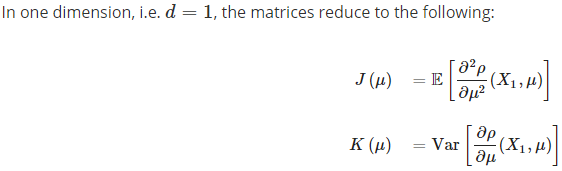 In one dimension, i.e. d = 1, the matrices reduce to the following:
J (μ) = 𝔼 [∂²ρ/∂μ² (X₁, μ)]
K (μ) = Var [∂ρ/∂μ (X₁, μ)]